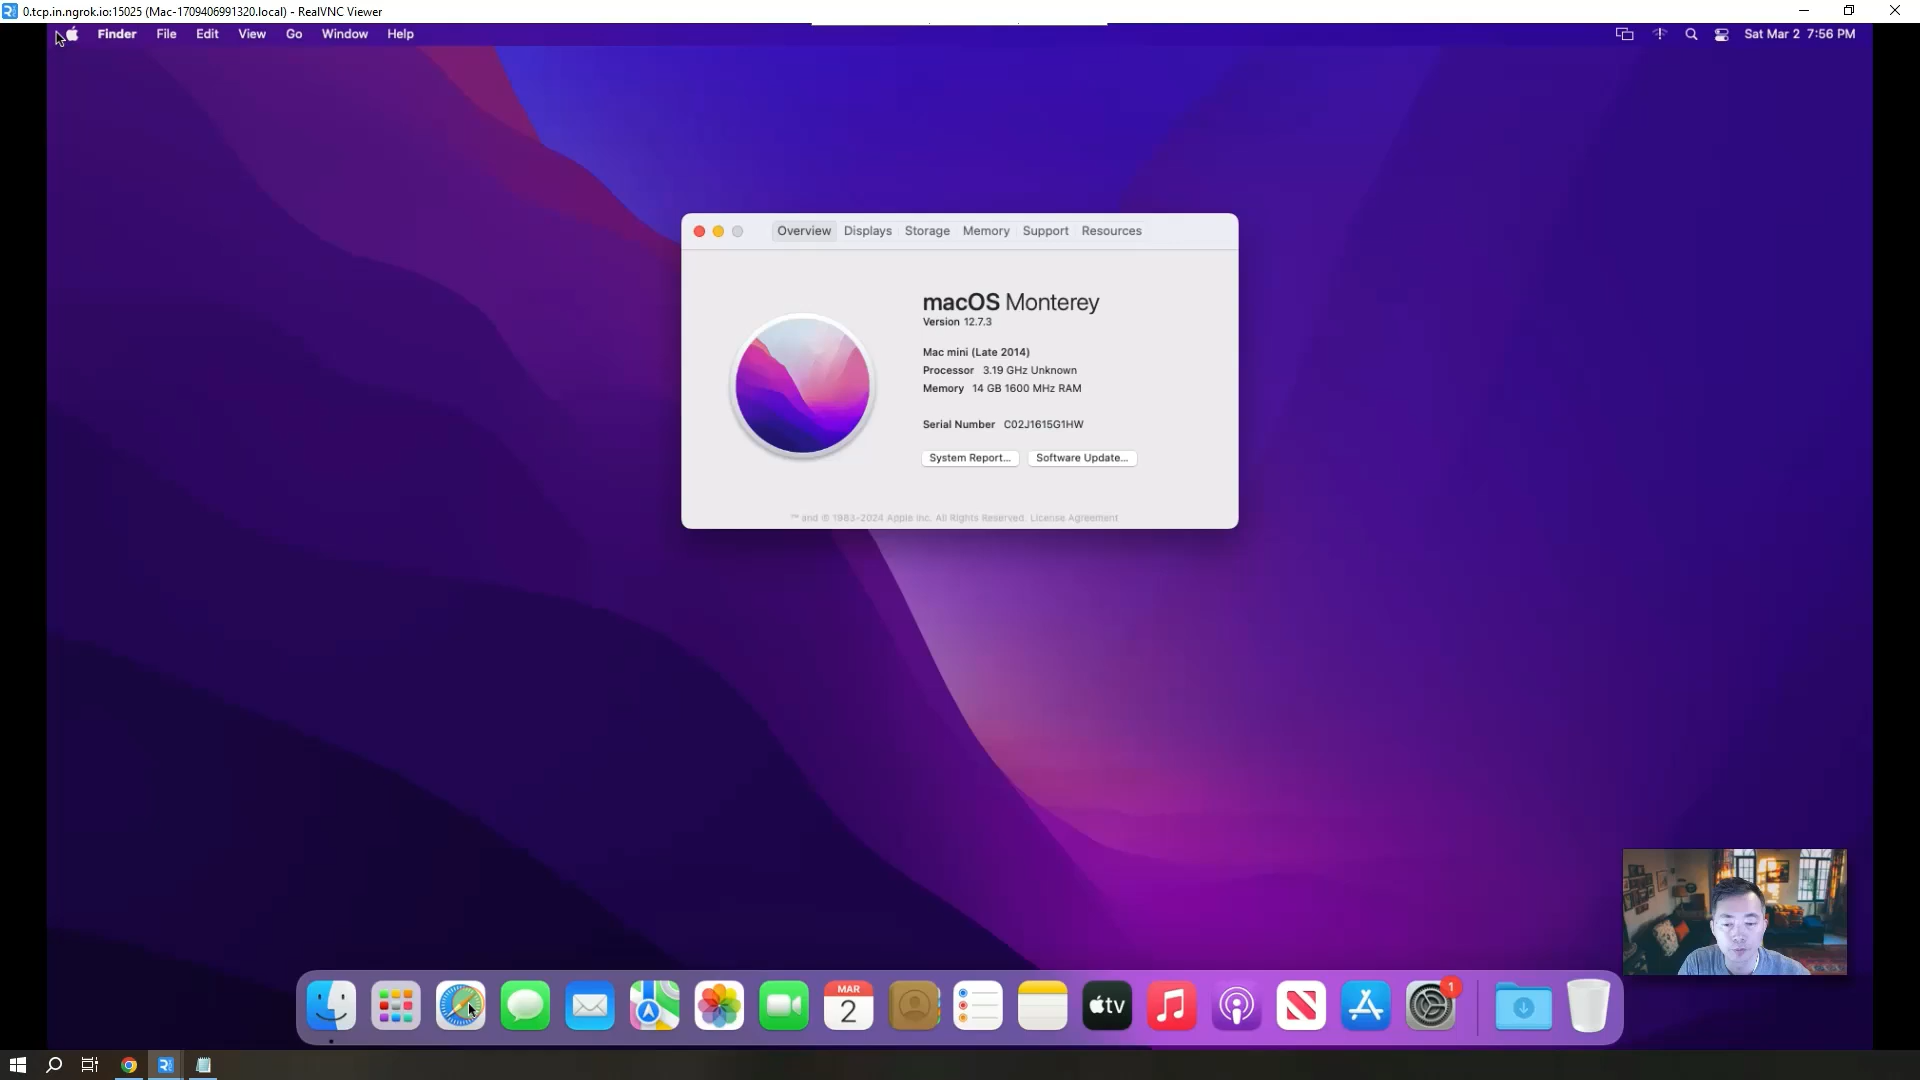 0.tcp.in.ngrok.io:15025 (Mac-1709406991320.local) - RealVNC Viewer
Finder File Edit View Go Window Help
Sat Mar 2 7:56 PM
Overview Displays Storage Memory Support Resources
macOS Monterey
Version 12.7.3
Mac mini (Late 2014)
Processor 3.19 GHz Unknown
Memory 14 GB 1600 MHz RAM
Serial Number C02J1615G1HW
System Report... Software Update...
™ and © 1983-2024 Apple Inc. All Rights Reserved. License Agreement
MAR
2
tv
1